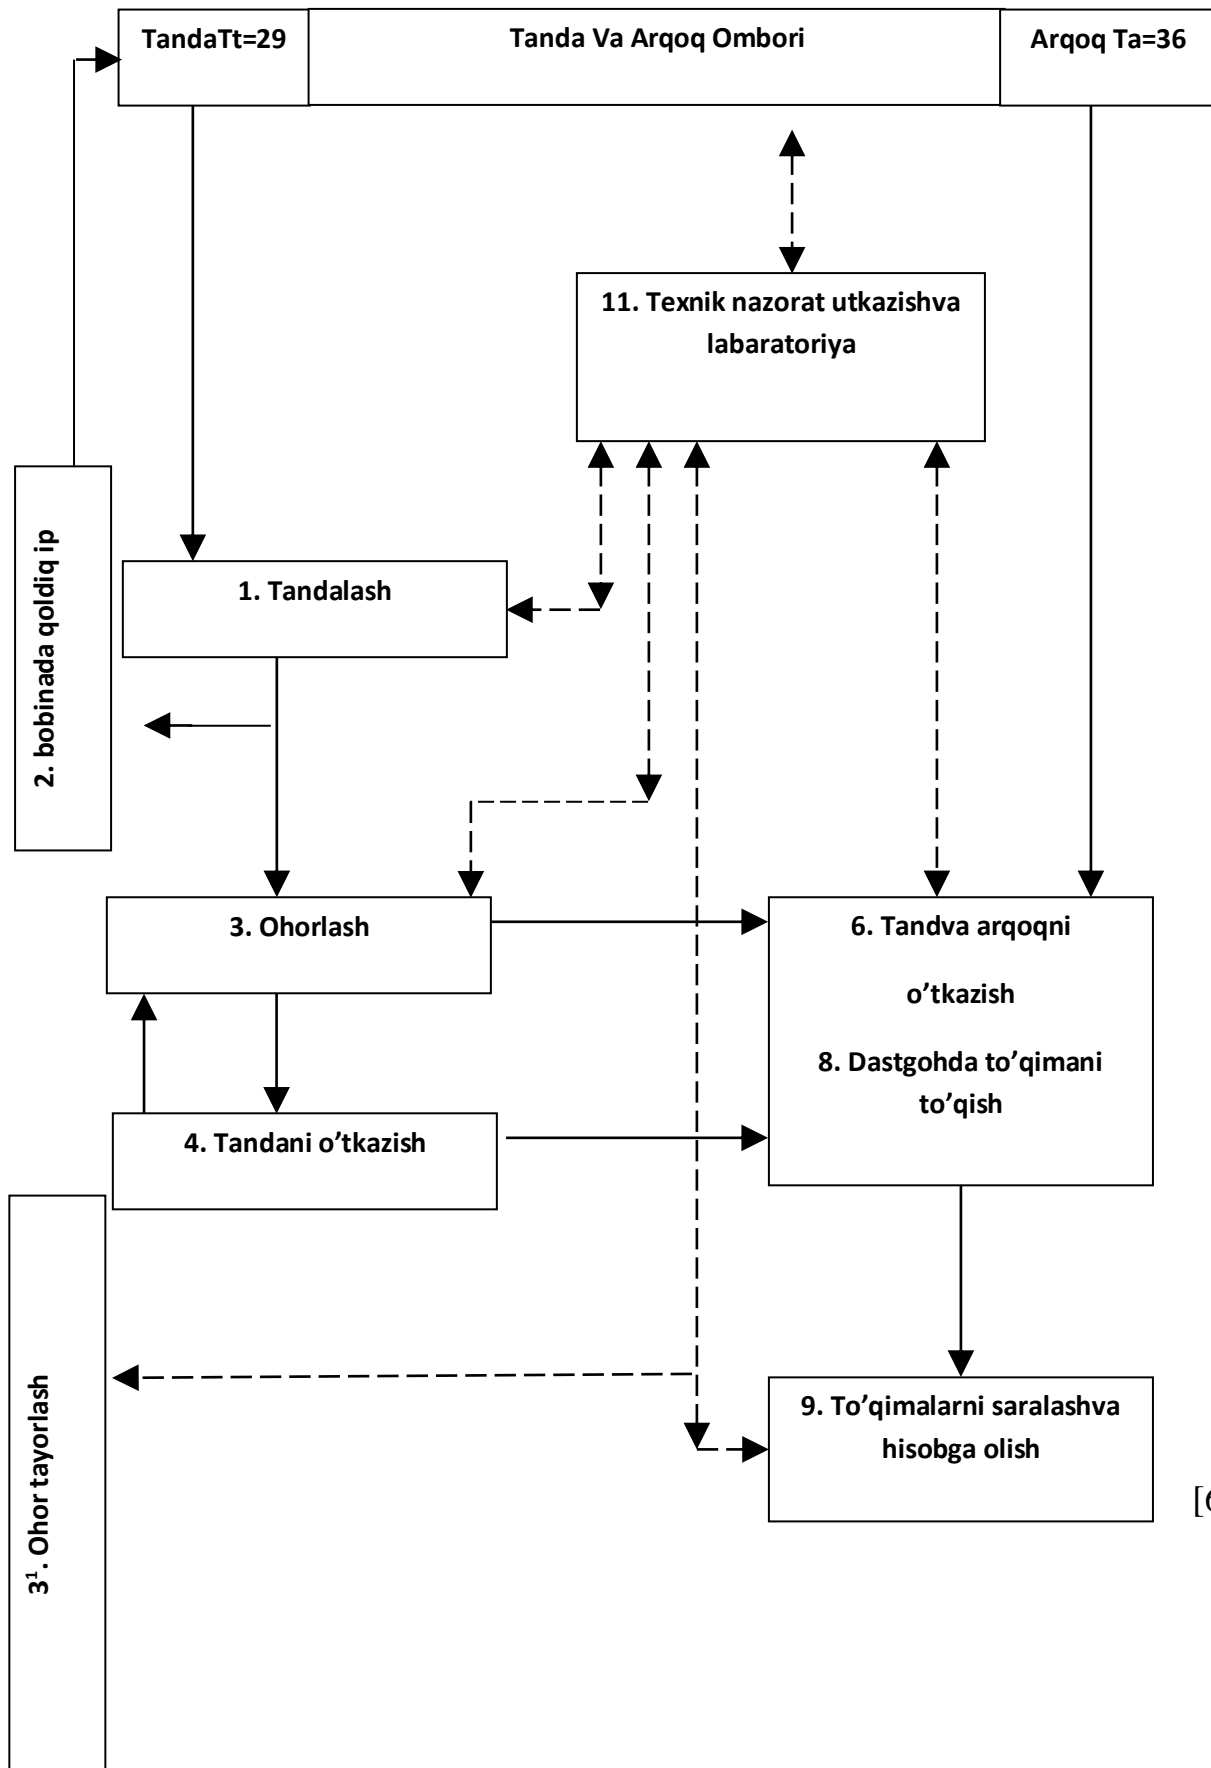 TandaTt=29
Tanda Va Arqoq Ombori
Arqoq Ta=36
11. Texnik nazorat utkazishva
labaratoriya
2. bobinada qoldiq ip
1. Tandalash
3. Ohorlash
6. Tandva arqoqni
o’tkazish
8. Dastgohda to’qimani
to’qish
4. Tandani o’tkazish
3¹. Ohor tayorlash
9. To’qimalarni saralashva
hisobga olish
[6